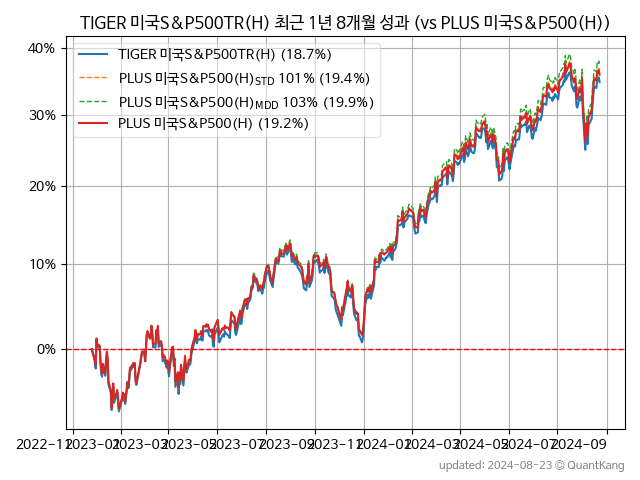 TIGER 미국S&P500TR(H) 최근 1년 8개월 성과 (vs PLUS 미국S&P500(H))
40%
30%
20%
10%
0%
TIGER 미국S&P500TR(H) (18.7%)
PLUS 미국S&P500(H)STD 101% (19.4%)
PLUS 미국S&P500(H)MDD 103% (19.9%)
PLUS 미국S&P500(H) (19.2%)
2022-11 2023-01 2023-03 2023-05 2023-07 2023-09 2023-11 2024-01 2024-03 2024-05 2024-07 2024-09
updated: 2024-08-23 © QuantKang